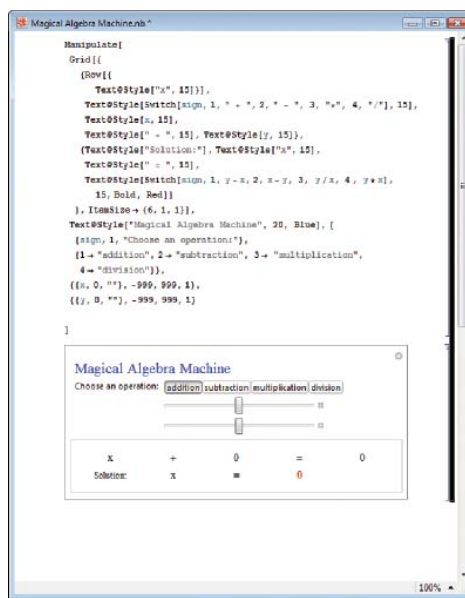 Magical Algebra Machine.nb *
Manipulate[
Grid[{
{Row[{
Text@Style["x", 15]}],
Text@Style[Switch[sign, 1, " + ", 2, " - ", 3, "*", 4, "/"], 15],
Text@Style[x, 15],
Text@Style[" = ", 15], Text@Style[y, 15]},
{Text["Solution:"], Text@Style["x", 15],
Text@Style[" = ", 15],
Text@Style[Switch[sign, 1, y-x, 2, x-y, 3, y/x, 4, y*x],
15, Bold, Red]}
}, ItemSize→{6, 1, 1}],
Text@Style["Magical Algebra Machine", 20, Blue], {
{sign, 1, "Choose an operation:"},
{1→"addition", 2→"subtraction", 3→"multiplication",
4→"division"}},
{{x, 0, ""}, -999, 999, 1},
{{y, 0, ""}, -999, 999, 1}
]
Magical Algebra Machine
Choose an operation: addition subtraction multiplication division
x + 0 = 0
Solution: x = 0
100%